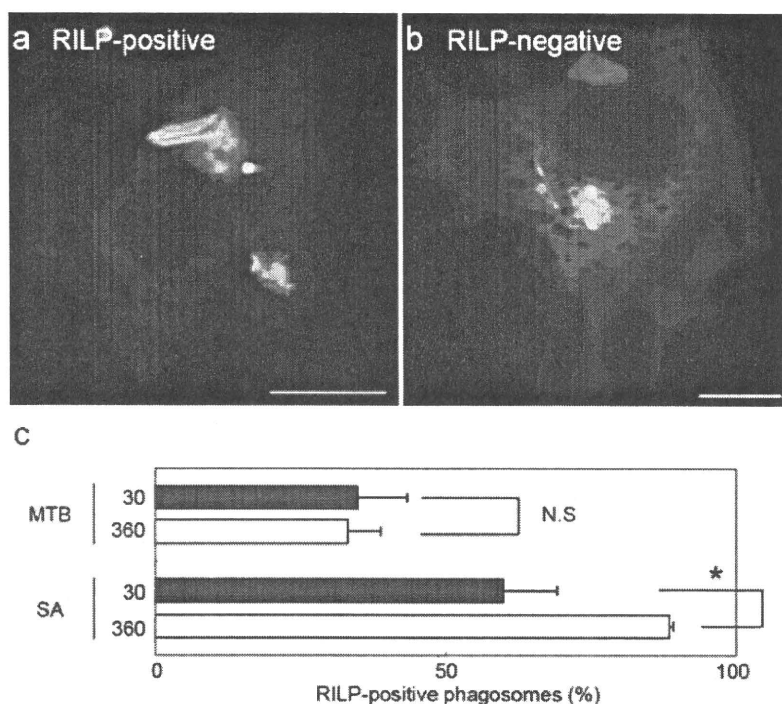 a RILP-positive
b RILP-negative
C
MTB
30
360
N.S
SA
30
360
*
0
50
100
RILP-positive phagosomes (%)